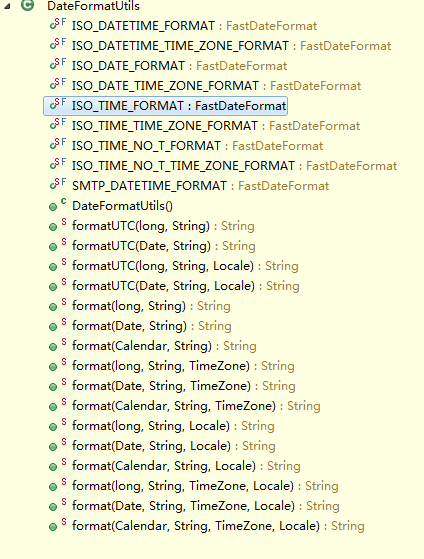 DateFormatUtils
ISO_DATETIME_FORMAT : FastDateFormat
ISO_DATETIME_TIME_ZONE_FORMAT : FastDateFormat
ISO_DATE_FORMAT : FastDateFormat
ISO_DATE_TIME_ZONE_FORMAT : FastDateFormat
ISO_TIME_FORMAT : FastDateFormat
ISO_TIME_TIME_ZONE_FORMAT : FastDateFormat
ISO_TIME_NO_T_FORMAT : FastDateFormat
ISO_TIME_NO_T_TIME_ZONE_FORMAT : FastDateFormat
SMTP_DATETIME_FORMAT : FastDateFormat
DateFormatUtils()
formatUTC(long, String) : String
formatUTC(Date, String) : String
formatUTC(long, String, Locale) : String
formatUTC(Date, String, Locale) : String
format(long, String) : String
format(Date, String) : String
format(Calendar, String) : String
format(long, String, TimeZone) : String
format(Date, String, TimeZone) : String
format(Calendar, String, TimeZone) : String
format(long, String, Locale) : String
format(Date, String, Locale) : String
format(Calendar, String, Locale) : String
format(long, String, TimeZone, Locale) : String
format(Date, String, TimeZone, Locale) : String
format(Calendar, String, TimeZone, Locale) : String